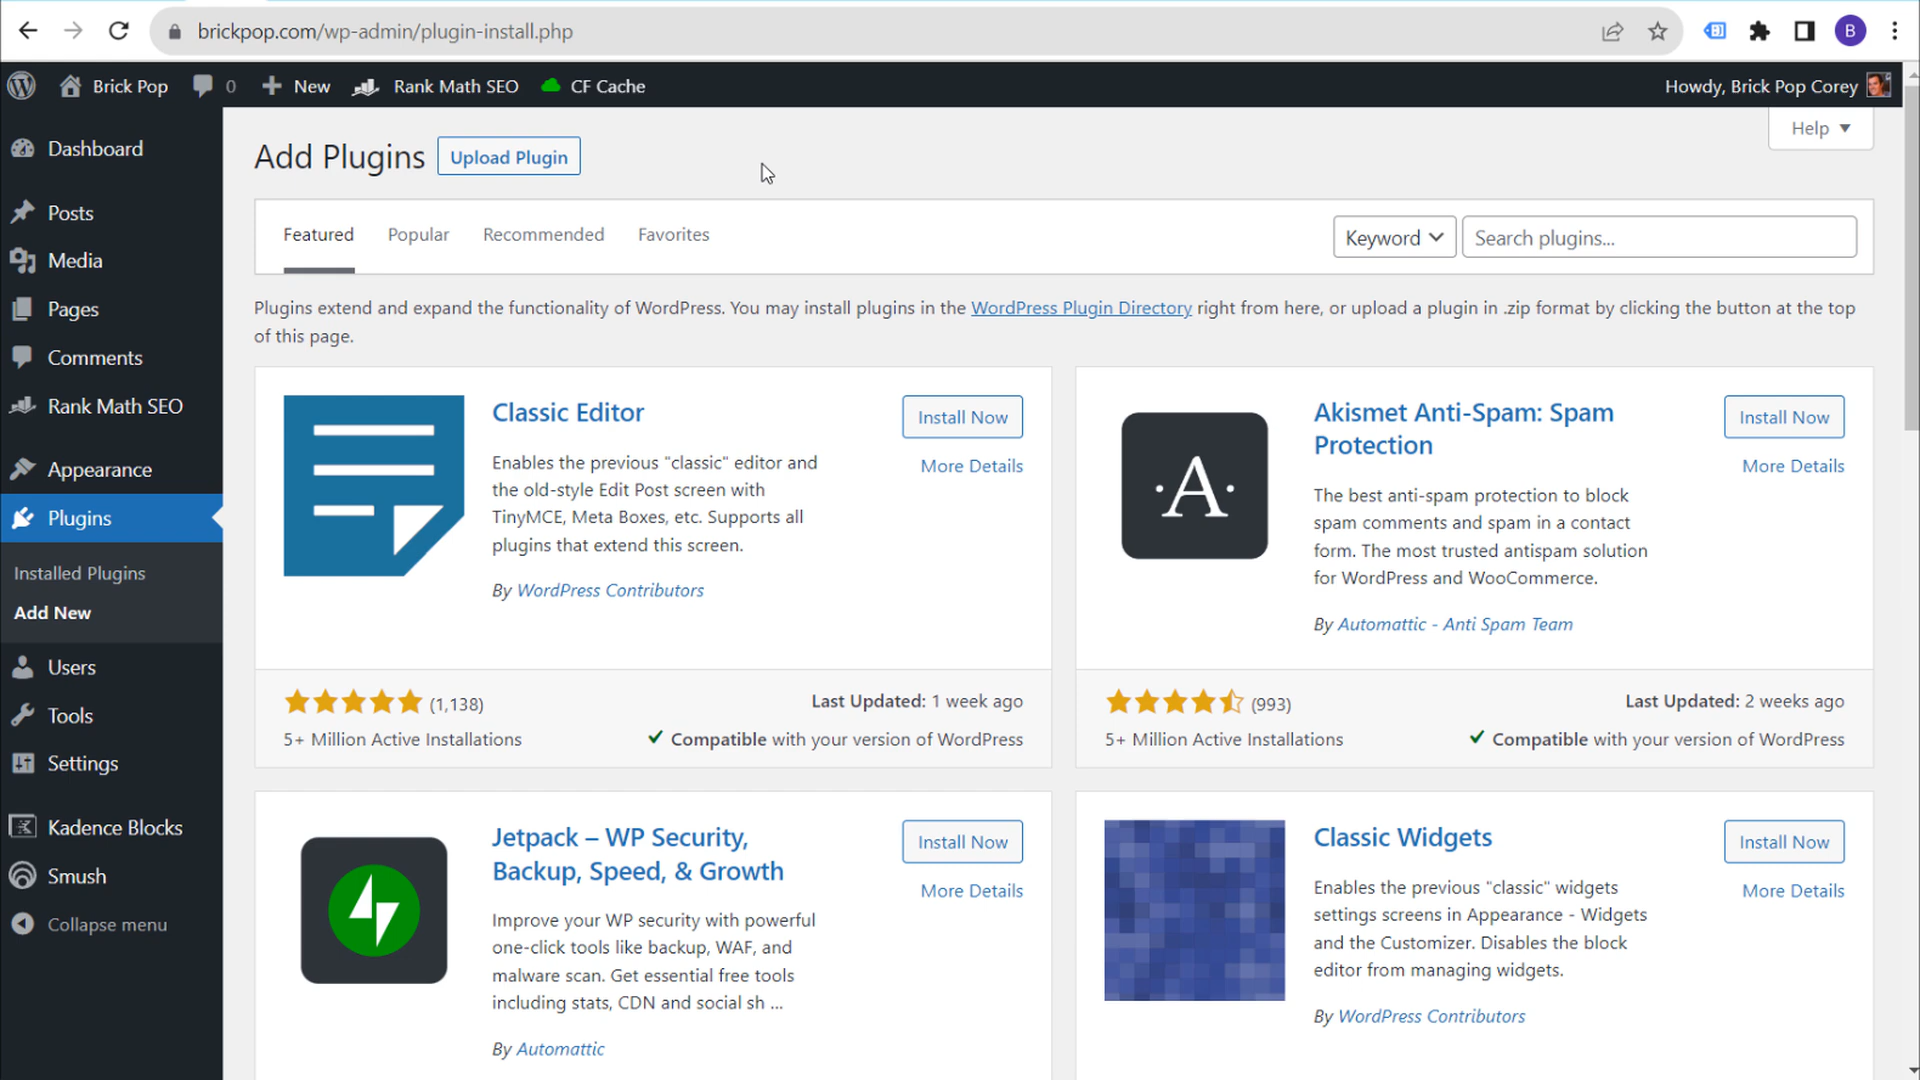 brickpop.com/wp-admin/plugin-install.php
B
Brick Pop
0
New
Rank Math SEO
CF Cache
Howdy, Brick Pop Corey
Dashboard
Posts
Media
Pages
Comments
Rank Math SEO
Appearance
Plugins
Installed Plugins
Add New
Users
Tools
Settings
Kadence Blocks
Smush
Collapse menu
Add Plugins
Upload Plugin
Help
Featured
Popular
Recommended
Favorites
Keyword
Search plugins...
Plugins extend and expand the functionality of WordPress. You may install plugins in the WordPress Plugin Directory right from here, or upload a plugin in .zip format by clicking the button at the top
of this page.
Classic Editor
Install Now
More Details
Enables the previous "classic" editor and
the old-style Edit Post screen with
TinyMCE, Meta Boxes, etc. Supports all
plugins that extend this screen.
By WordPress Contributors
(1,138)
Last Updated: 1 week ago
5+ Million Active Installations
Compatible with your version of WordPress
·A·
Akismet Anti-Spam: Spam
Protection
Install Now
More Details
The best anti-spam protection to block
spam comments and spam in a contact
form. The most trusted antispam solution
for WordPress and WooCommerce.
By Automattic - Anti Spam Team
(993)
Last Updated: 2 weeks ago
5+ Million Active Installations
Compatible with your version of WordPress
Jetpack – WP Security,
Backup, Speed, & Growth
Install Now
More Details
Improve your WP security with powerful
one-click tools like backup, WAF, and
malware scan. Get essential free tools
including stats, CDN and social sh ...
By Automattic
Classic Widgets
Install Now
More Details
Enables the previous "classic" widgets
settings screens in Appearance - Widgets
and the Customizer. Disables the block
editor from managing widgets.
By WordPress Contributors